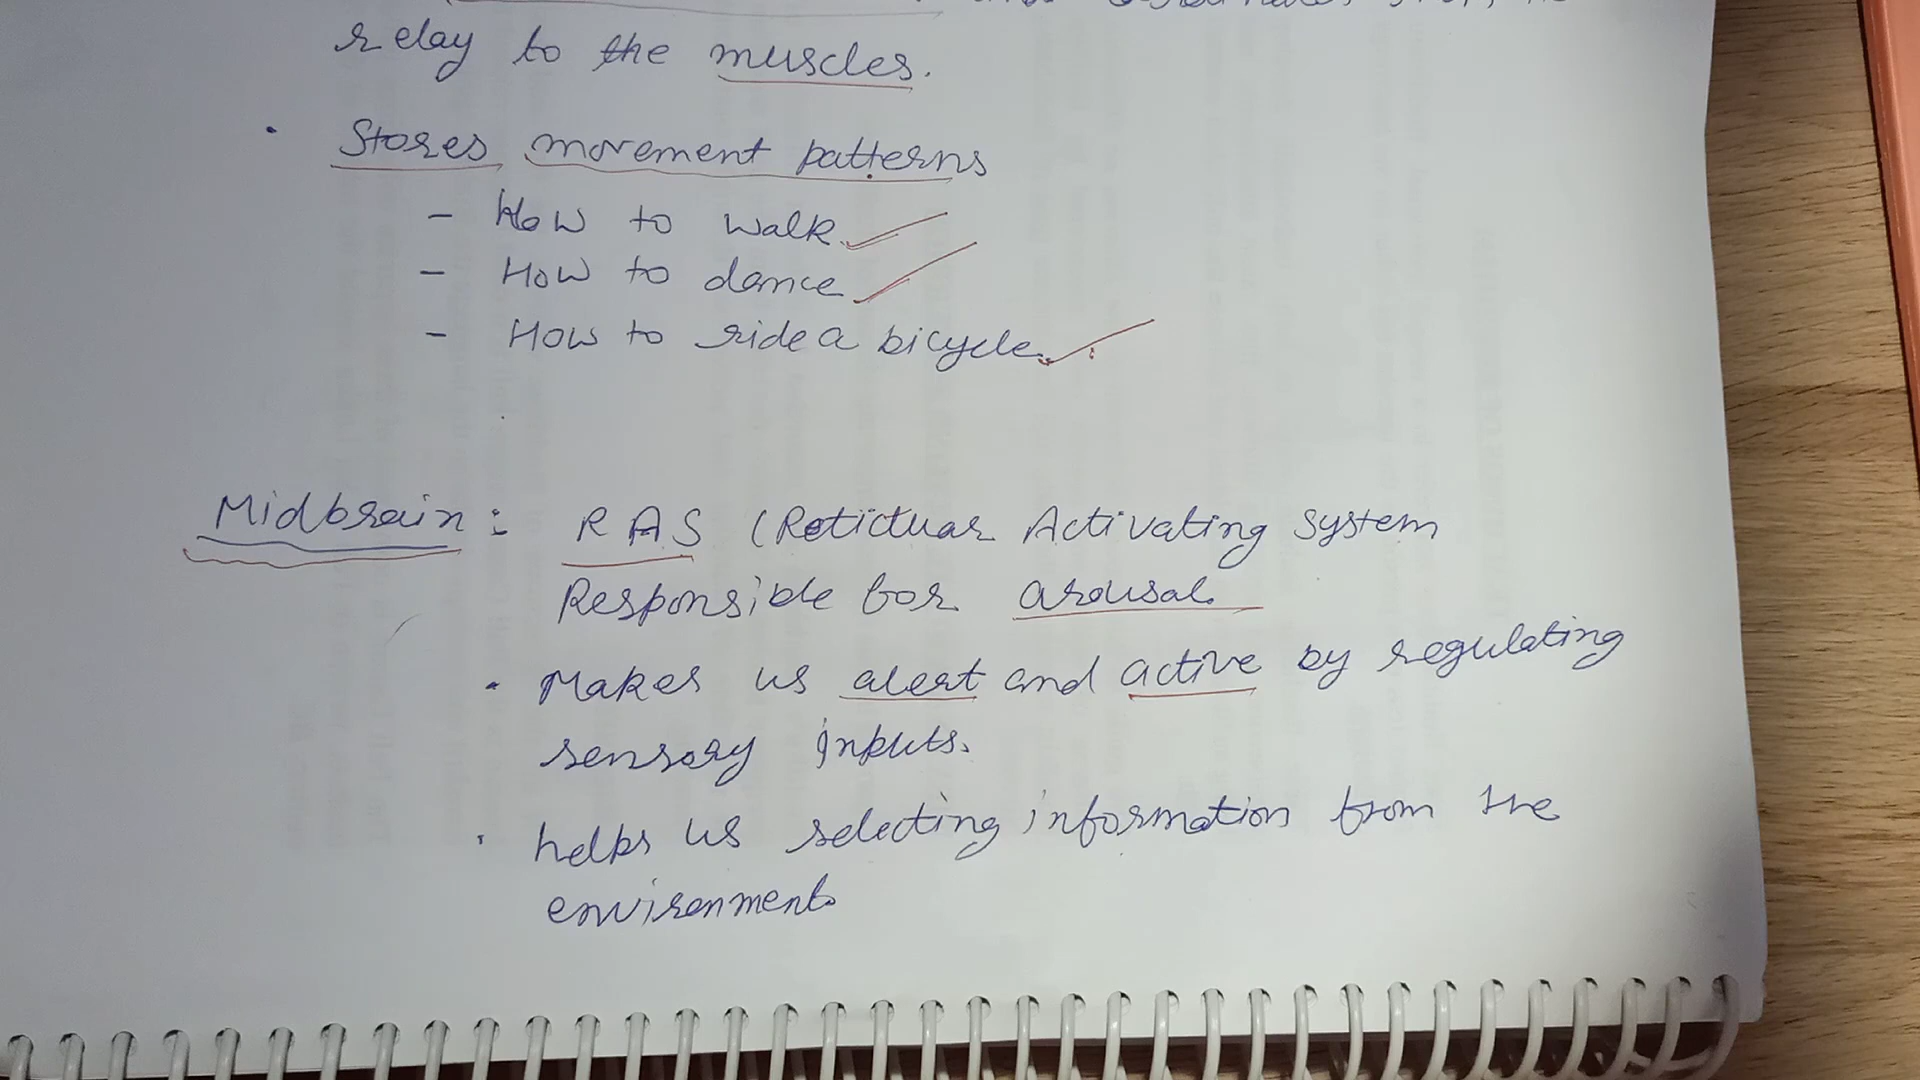 relay to the muscles.
• Stores movement patterns
- How to walk.
- How to dance
- How to ride a bicycle.
Midbrain: RAS (Reticluar Activating System
Responsible for arousal.
• Makes us alert and active by regulating
sensory inputs.
• helps us selecting information from the
environment.